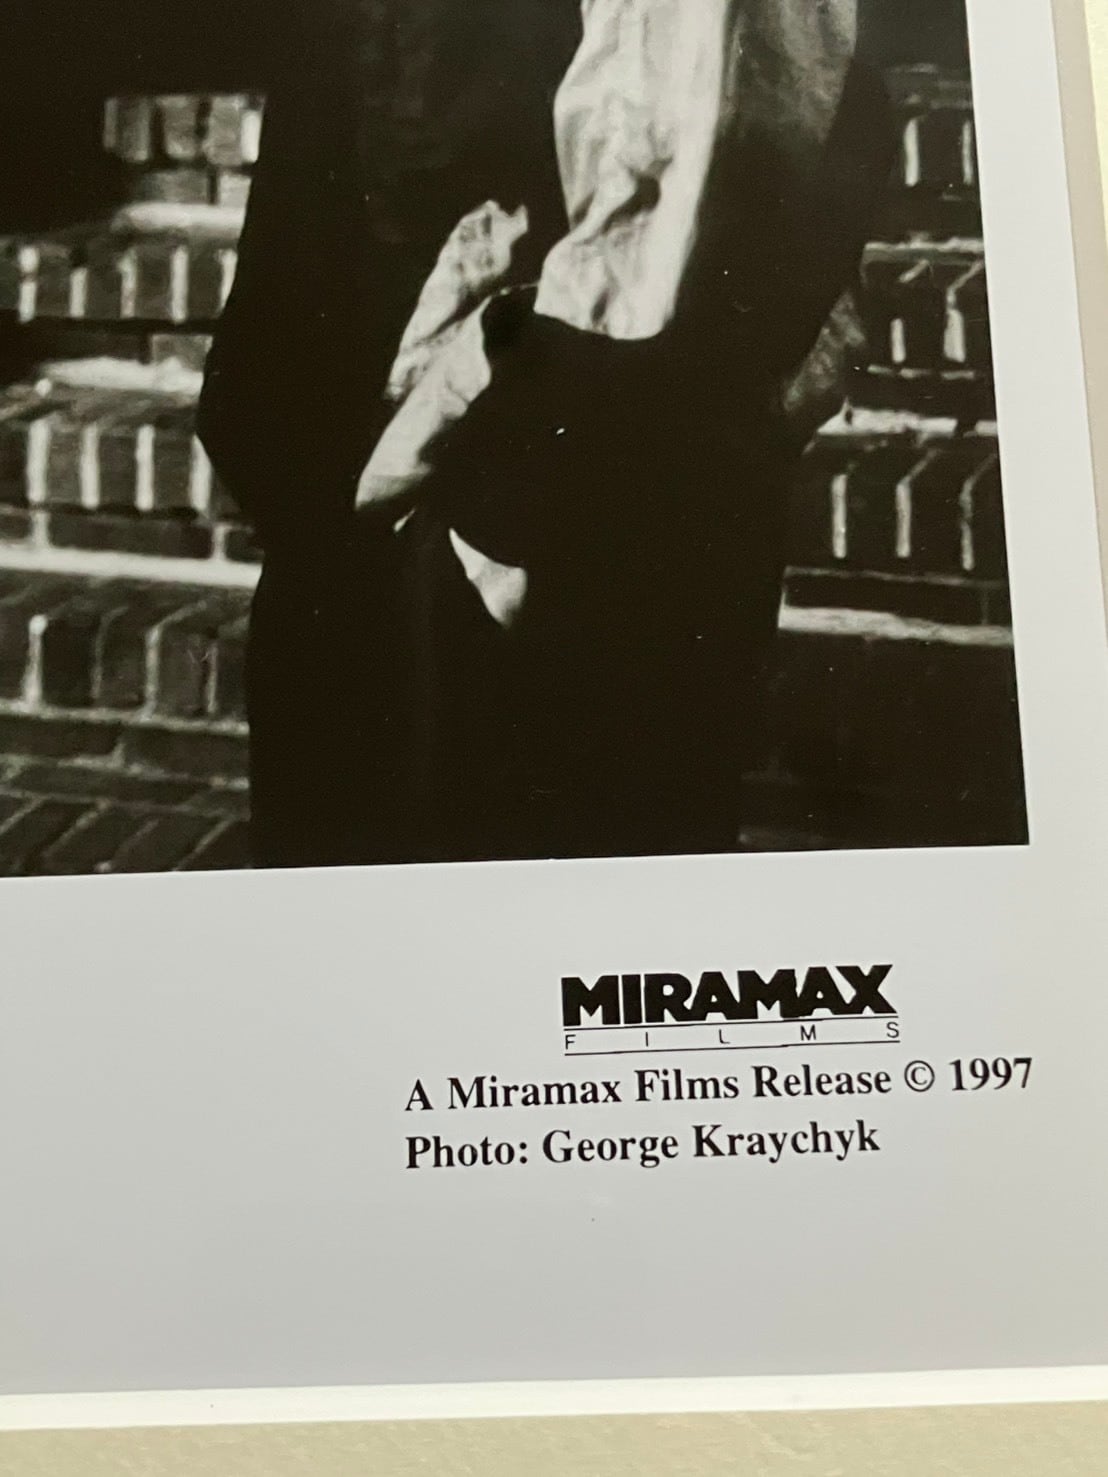 MIRAMAX
FILMS
A Miramax Films Release © 1997
Photo: George Kraychyk